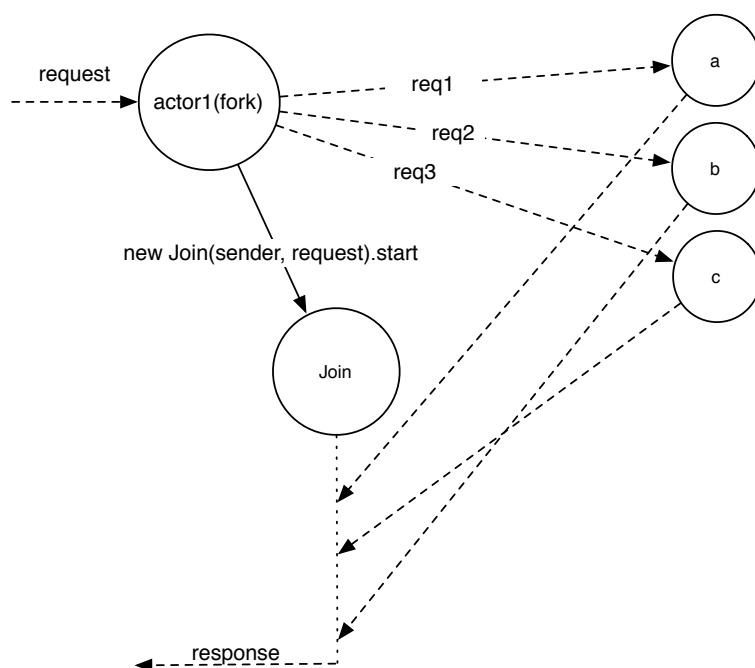 request
actor1(fork)
req1
a
req2
b
req3
new Join(sender, request).start
c
Join
response